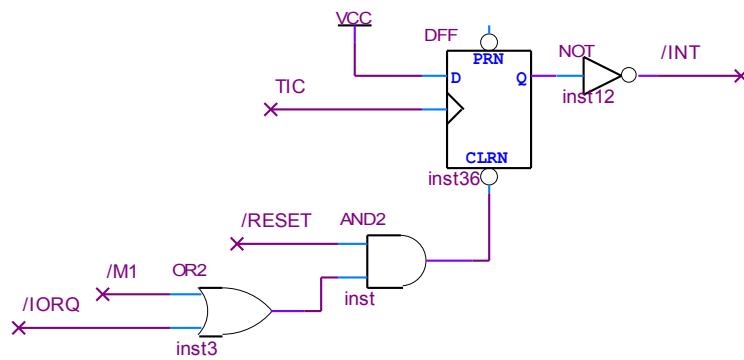 VCC
DFF
PRN
NOT
/INT
D
Q
TIC
inst12
CLRN
inst36
/RESET
AND2
/M1
OR2
/IORQ
inst
inst3